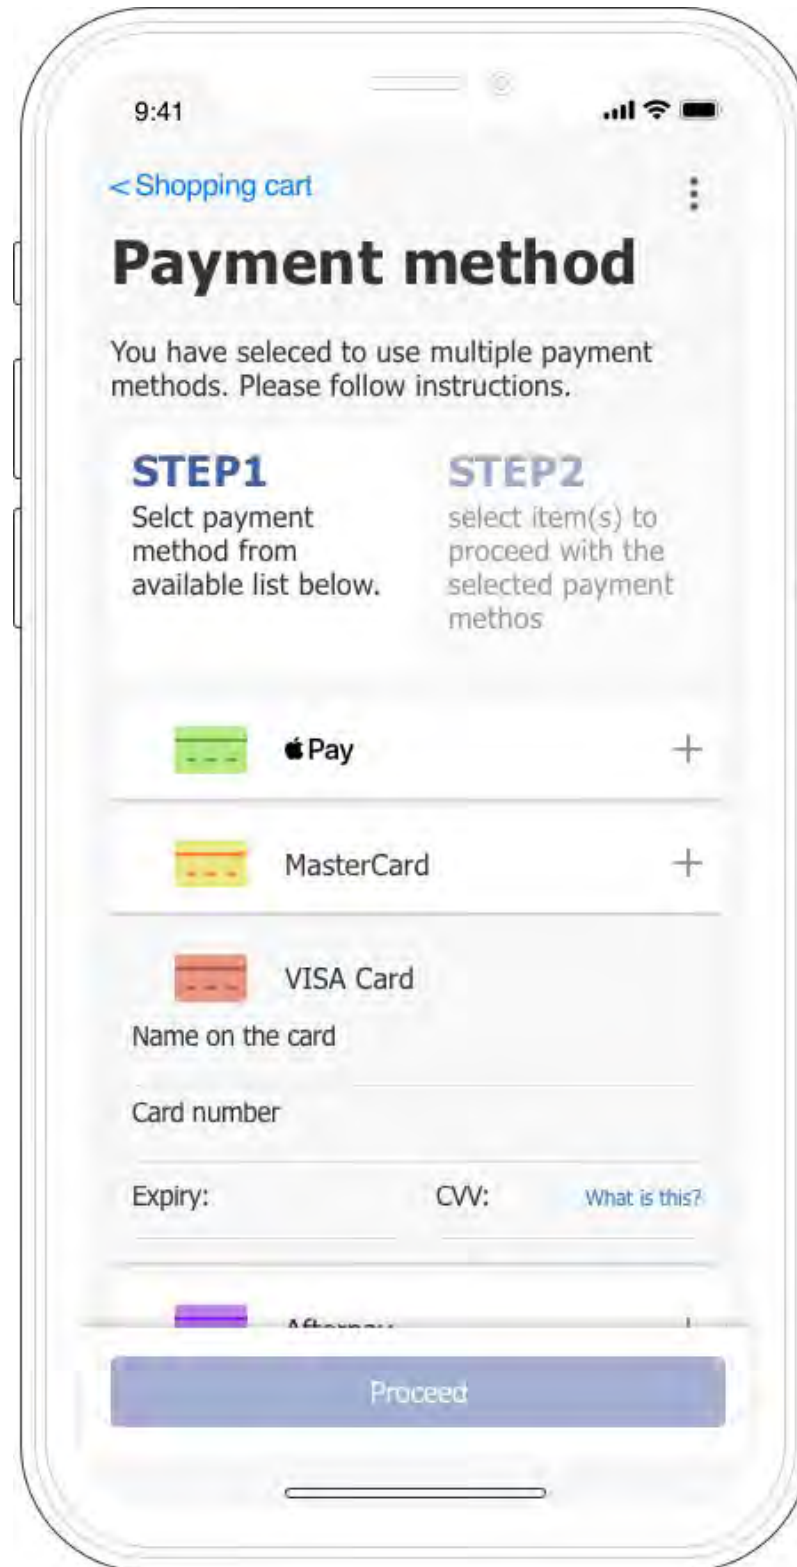 9:41
< Shopping cart
Payment method
You have seleced to use multiple payment
methods. Please follow instructions.
STEP1
Selct payment
method from
available list below.
STEP2
select item(s) to
proceed with the
selected payment
methos
Pay
MasterCard
VISA Card
Name on the card
Card number
Expiry:
CVV:
What is this?
Afterpay
Proceed